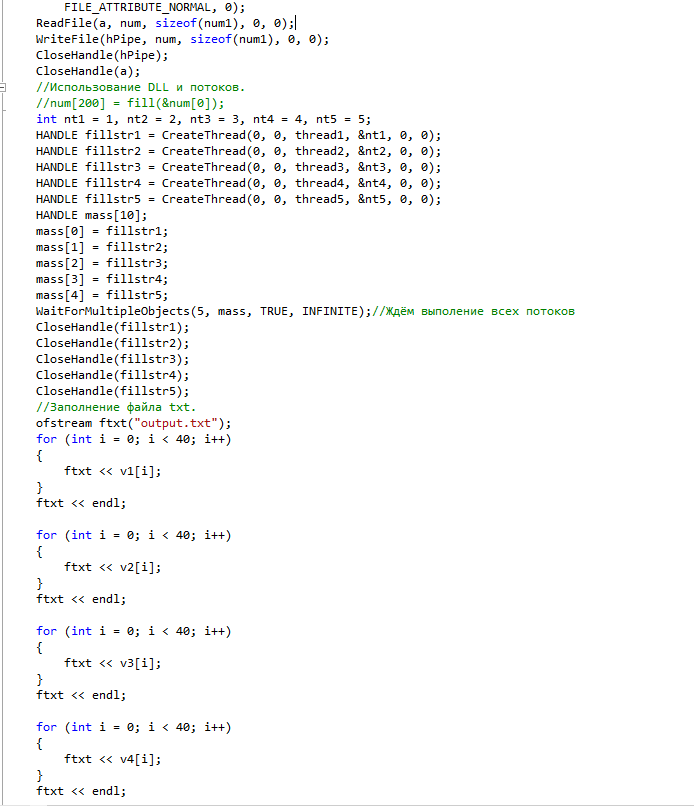 FILE_ATTRIBUTE_NORMAL, 0);
ReadFile(a, num, sizeof(num1), 0, 0);
WriteFile(hPipe, num, sizeof(num1), 0, 0);
CloseHandle(hPipe);
CloseHandle(a);
//Использование DLL и потоков.
//num[200] = fill(&num[0]);
int nt1 = 1, nt2 = 2, nt3 = 3, nt4 = 4, nt5 = 5;
HANDLE fillstr1 = CreateThread(0, 0, thread1, &nt1, 0, 0);
HANDLE fillstr2 = CreateThread(0, 0, thread2, &nt2, 0, 0);
HANDLE fillstr3 = CreateThread(0, 0, thread3, &nt3, 0, 0);
HANDLE fillstr4 = CreateThread(0, 0, thread4, &nt4, 0, 0);
HANDLE fillstr5 = CreateThread(0, 0, thread5, &nt5, 0, 0);
HANDLE mass[10];
mass[0] = fillstr1;
mass[1] = fillstr2;
mass[2] = fillstr3;
mass[3] = fillstr4;
mass[4] = fillstr5;
WaitForMultipleObjects(5, mass, TRUE, INFINITE);//Ждём выполение всех потоков
CloseHandle(fillstr1);
CloseHandle(fillstr2);
CloseHandle(fillstr3);
CloseHandle(fillstr4);
CloseHandle(fillstr5);
//Заполнение файла txt.
ofstream ftxt("output.txt");
for (int i = 0; i < 40; i++)
{
ftxt << v1[i];
}
ftxt << endl;
for (int i = 0; i < 40; i++)
{
ftxt << v2[i];
}
ftxt << endl;
for (int i = 0; i < 40; i++)
{
ftxt << v3[i];
}
ftxt << endl;
for (int i = 0; i < 40; i++)
{
ftxt << v4[i];
}
ftxt << endl;